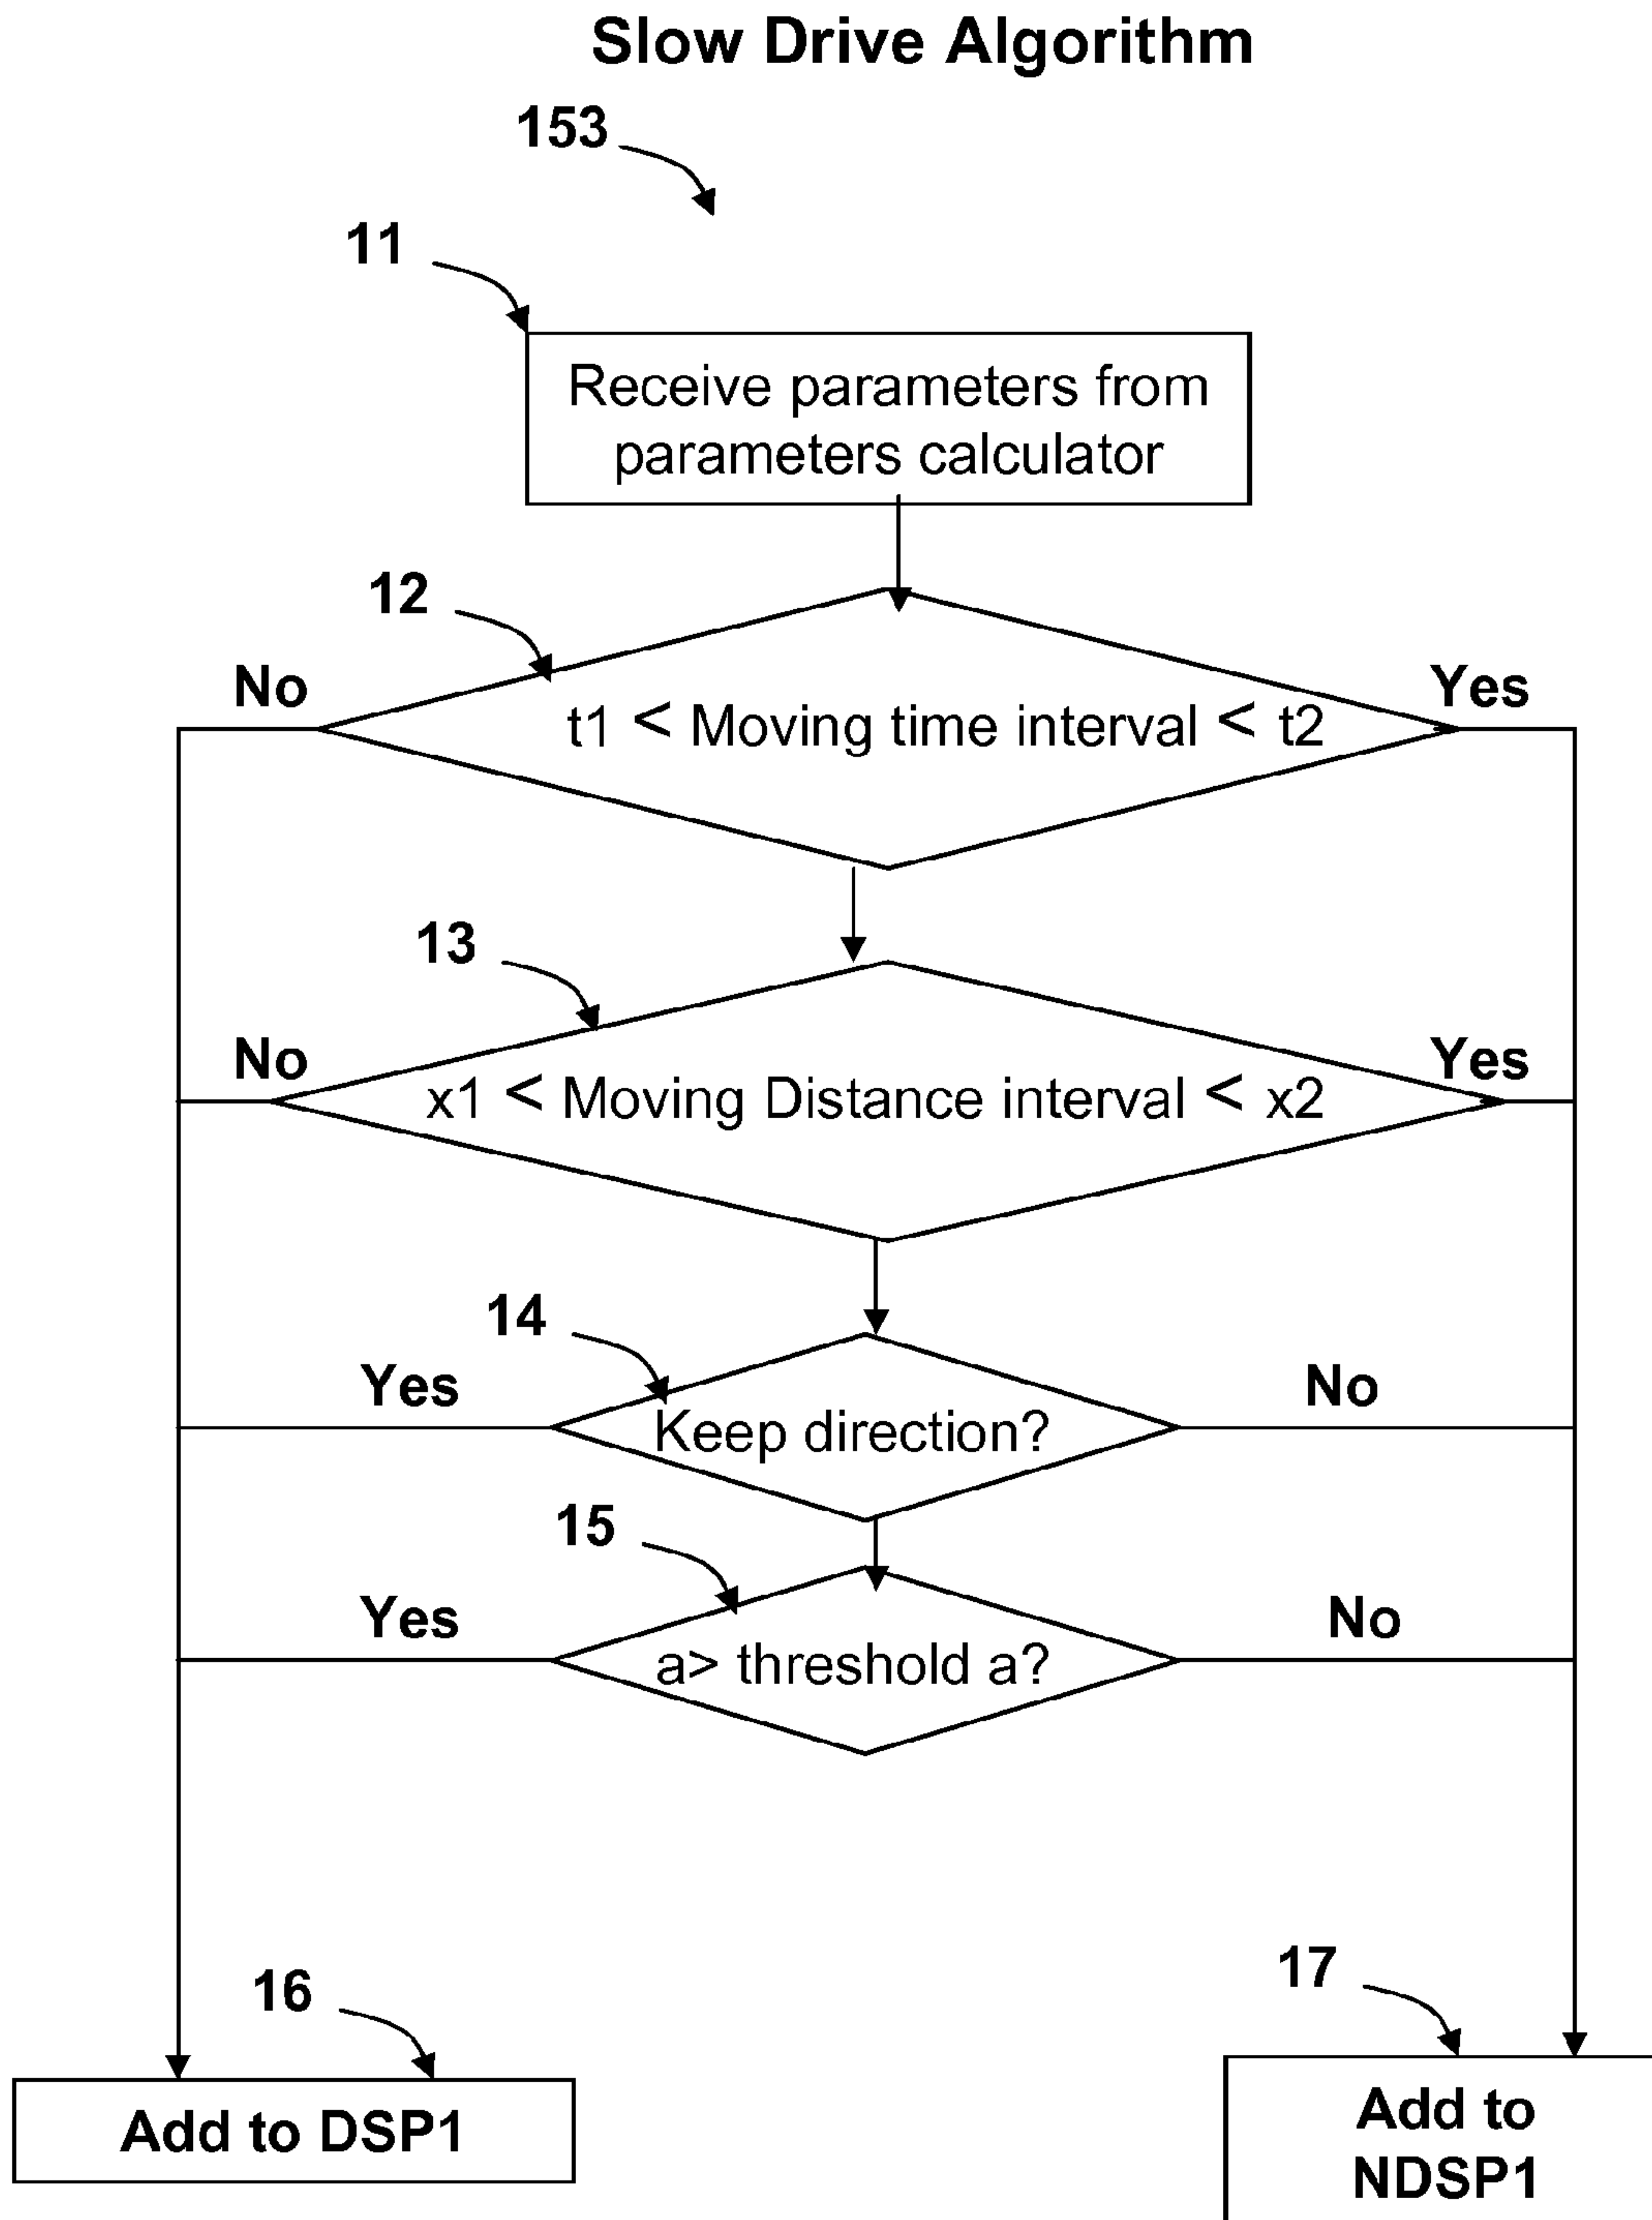 Slow Drive Algorithm
153
11
Receive parameters from
parameters calculator
12
No
Yes
t1 < Moving time interval < t2
13
No
Yes
x1 < Moving Distance interval < x2
14
Yes
No
Keep direction?
15
Yes
No
a> threshold a?
16
17
Add to DSP1
Add to
NDSP1